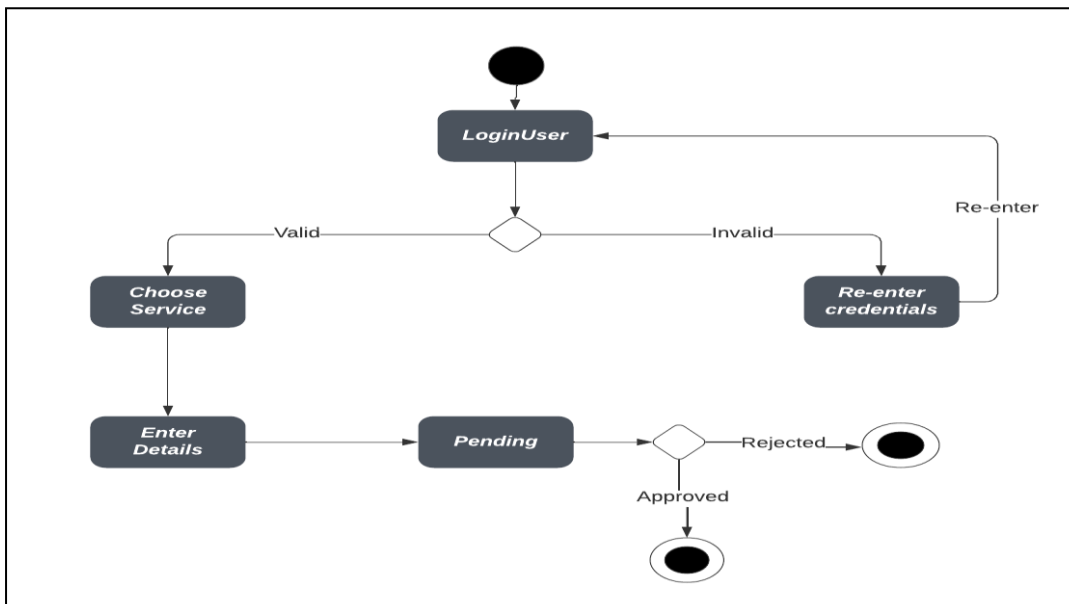 LoginUser
Re-enter
Valid
Invalid
Choose
Service
Re-enter
credentials
Enter
Details
Pending
Rejected
Approved